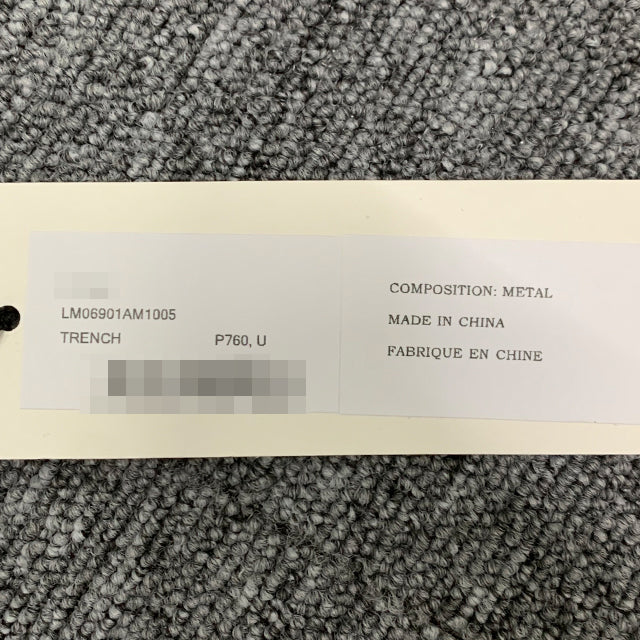 LM06901AM1005
TRENCH P760, U
COMPOSITION: METAL
MADE IN CHINA
FABRIQUE EN CHINE